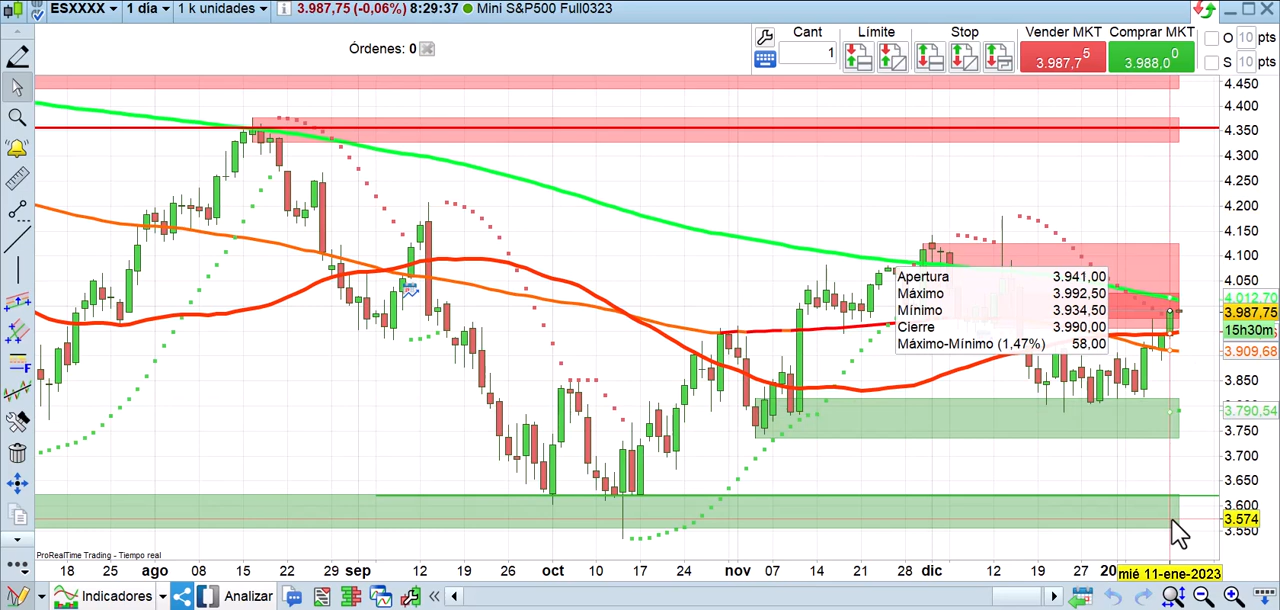 ESXXXX 1 día 1 k unidades 3.987,75 (-0,06%) 8:29:37 Mini S&P500 Full0323
Órdenes: 0
Cant Límite Stop Vender MKT Comprar MKT
1 3.987,7 5 3.988,0 0
O 10 pts
S 10 pts
4.450
4.400
4.350
4.300
4.250
4.200
4.150
4.100
4.050
4.012,70
3.987,75
15h30m
3.909,68
3.850
3.790,54
3.750
3.700
3.650
3.600
3.574
3.550
Apertura 3.941,00
Máximo 3.992,50
Mínimo 3.934,50
Cierre 3.990,00
Máximo-Mínimo (1,47%) 58,00
ProRealTime Trading - Tiempo real
18 25 ago 08 15 22 29 sep 12 19 26 oct 10 17 24 nov 07 14 21 28 dic 12 19 27 20 mié 11-ene-2023
Indicadores Analizar